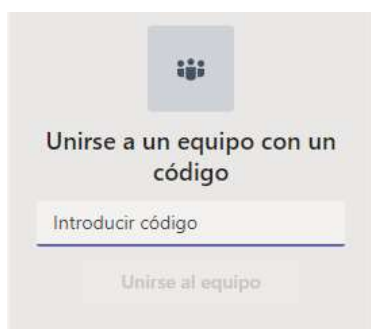 Unirse a un equipo con un
código
Introducir código
Unirse al equipo